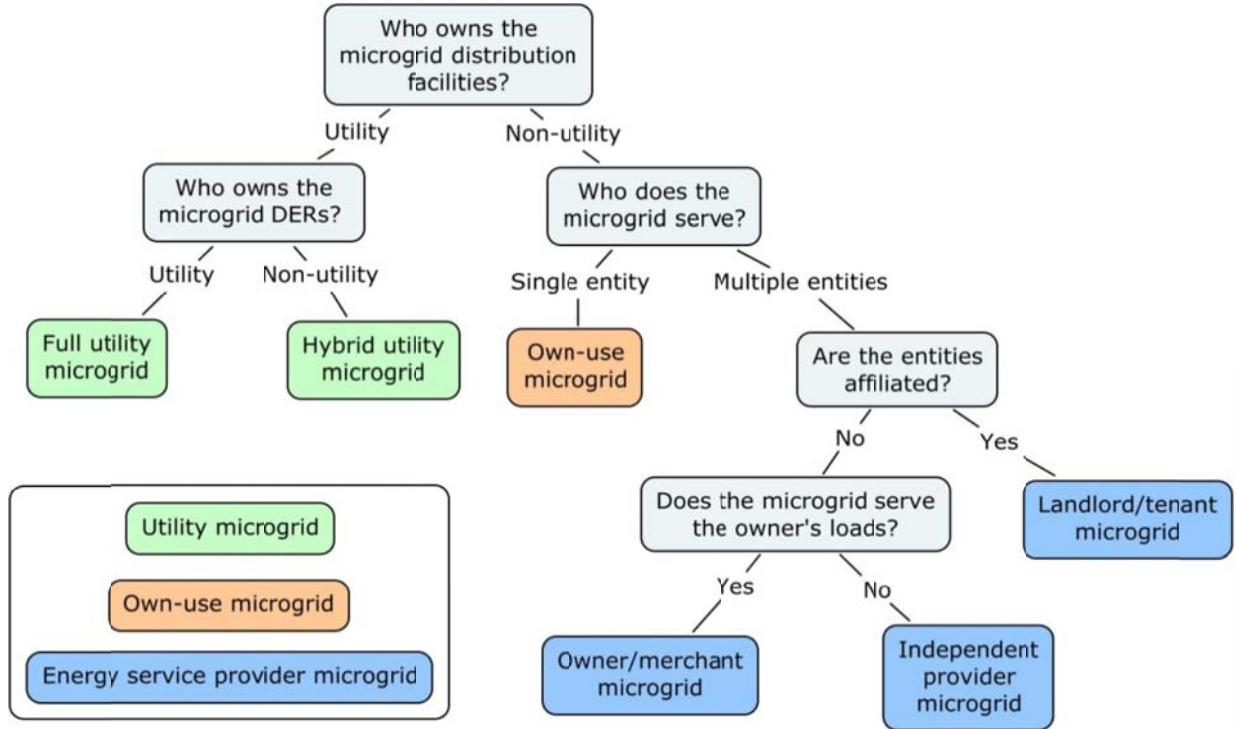 Who owns the
microgrid distribution
facilities?
Utility
Non-utility
Who owns the
microgrid DERs?
Who does the
microgrid serve?
Utility
Non-utility
Single entity
Multiple entities
Full utility
microgrid
Hybrid utility
microgrid
Own-use
microgrid
Are the entities
affiliated?
No
Yes
Does the microgrid serve
the owner's loads?
Landlord/tenant
microgrid
Yes
No
Owner/merchant
microgrid
Independent
provider
microgrid
Utility microgrid
Own-use microgrid
Energy service provider microgrid